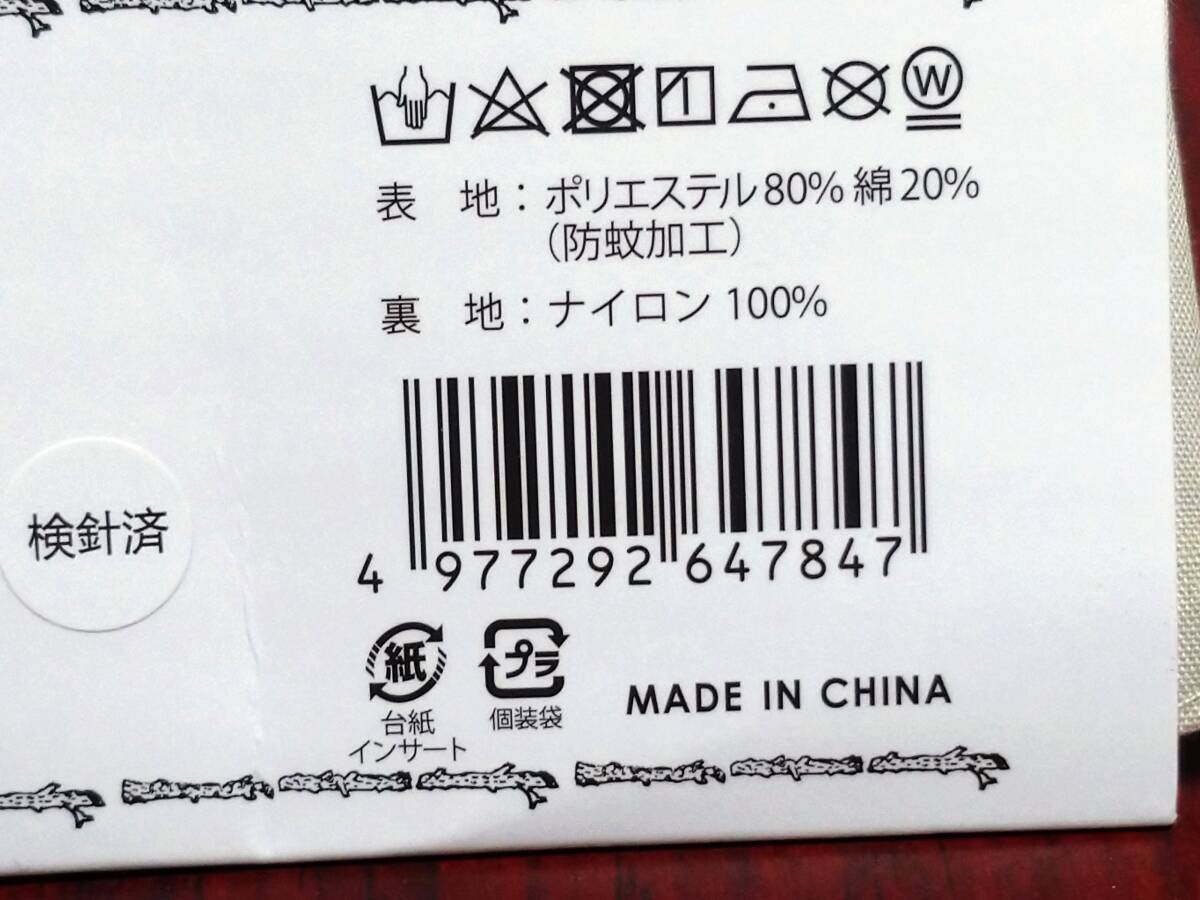 W
表 地：ポリエステル80% 綿20%
（防蚊加工）
裏 地：ナイロン 100%
検針済
4 977292 647847
紙
プラ
台紙
インサート
個装袋
MADE IN CHINA